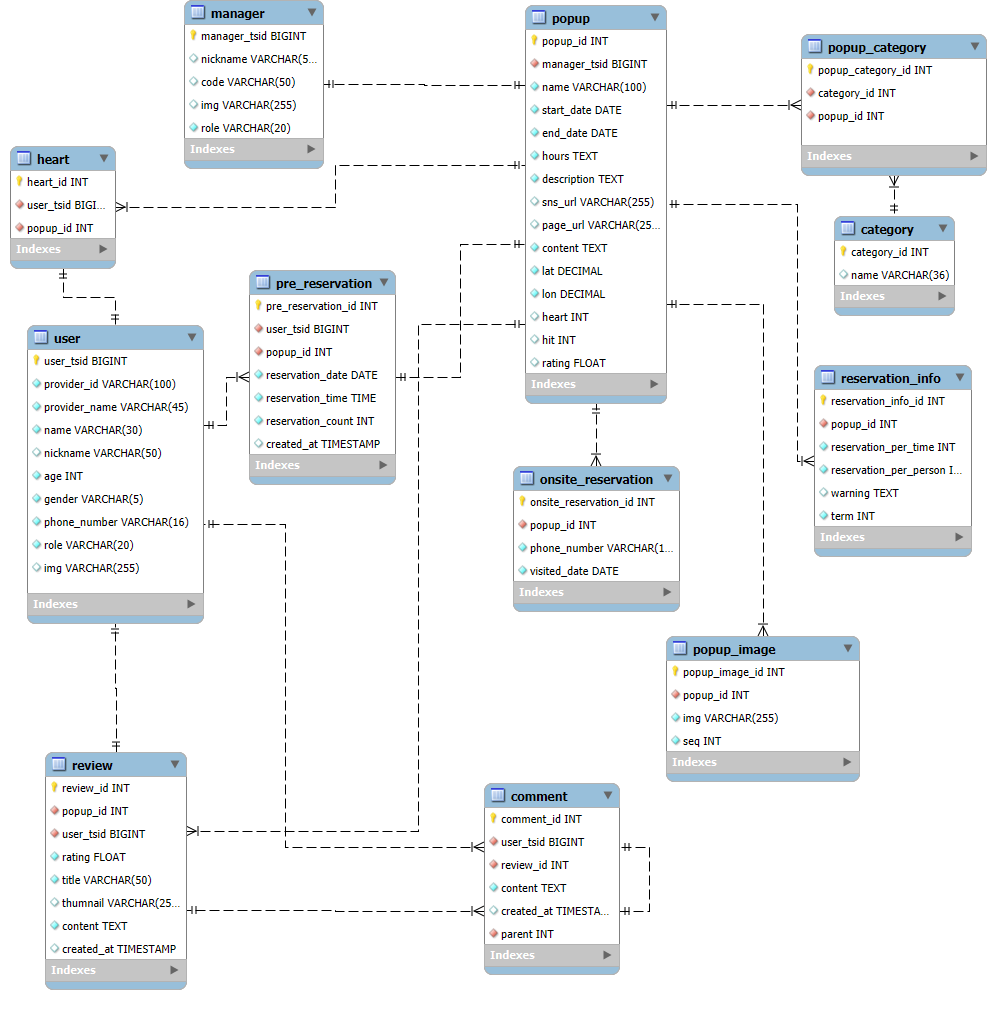 manager
manager_tsid BIGINT
nickname VARCHAR(5...
code VARCHAR(50)
img VARCHAR(255)
role VARCHAR(20)
Indexes
popup
popup_id INT
manager_tsid BIGINT
name VARCHAR(100)
start_date DATE
end_date DATE
hours TEXT
description TEXT
sns_url VARCHAR(255)
page_url VARCHAR(25...
content TEXT
lat DECIMAL
lon DECIMAL
heart INT
hit INT
rating FLOAT
Indexes
popup_category
popup_category_id INT
category_id INT
popup_id INT
Indexes
heart
heart_id INT
user_tsid BIGI...
popup_id INT
Indexes
category
category_id INT
name VARCHAR(36)
Indexes
pre_reservation
pre_reservation_id INT
user_tsid BIGINT
popup_id INT
reservation_date DATE
reservation_time TIME
reservation_count INT
created_at TIMESTAMP
Indexes
user
user_tsid BIGINT
provider_id VARCHAR(100)
provider_name VARCHAR(45)
name VARCHAR(30)
nickname VARCHAR(50)
age INT
gender VARCHAR(5)
phone_number VARCHAR(16)
role VARCHAR(20)
img VARCHAR(255)
Indexes
reservation_info
reservation_info_id INT
popup_id INT
reservation_per_time INT
reservation_per_person I...
warning TEXT
term INT
Indexes
onsite_reservation
onsite_reservation_id INT
popup_id INT
phone_number VARCHAR(1...
visited_date DATE
Indexes
popup_image
popup_image_id INT
popup_id INT
img VARCHAR(255)
seq INT
Indexes
review
review_id INT
popup_id INT
user_tsid BIGINT
rating FLOAT
title VARCHAR(50)
thumnail VARCHAR(25...
content TEXT
created_at TIMESTAMP
Indexes
comment
comment_id INT
user_tsid BIGINT
review_id INT
content TEXT
created_at TIMESTA...
parent INT
Indexes